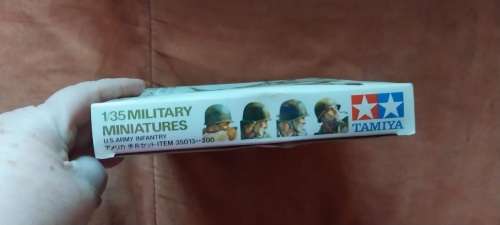 1/35 MILITARY
MINIATURES
U.S. ARMY INFANTRY
アメリカ歩兵セット ITEM 35013-200
TAMIYA